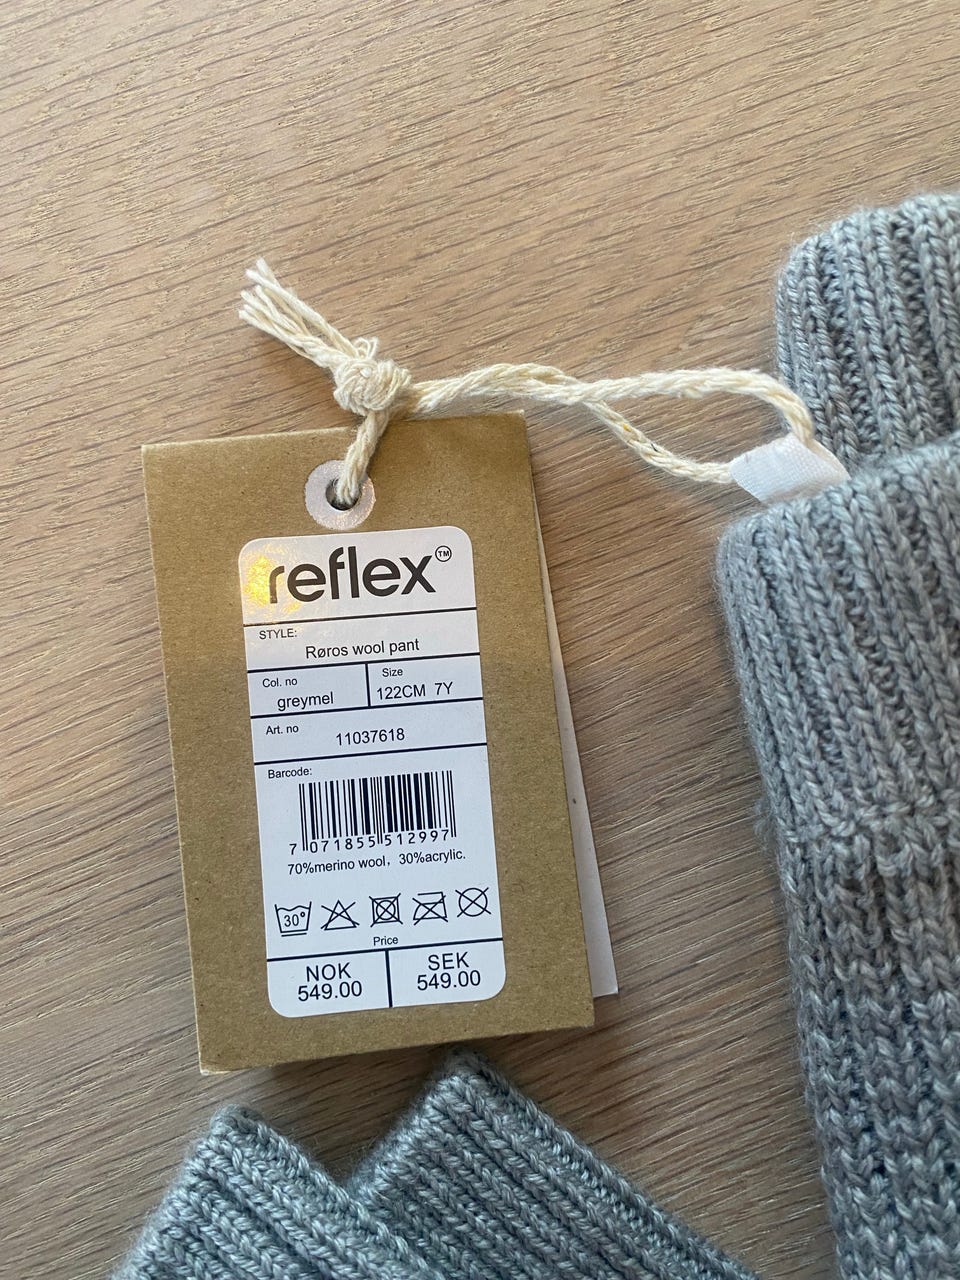 reflex™
STYLE:
Røros wool pant
Col. no
greymel
Size
122CM 7Y
Art. no
11037618
Barcode:
7 071855 512997
70%merino wool, 30%acrylic.
30°
Price
NOK
549.00
SEK
549.00